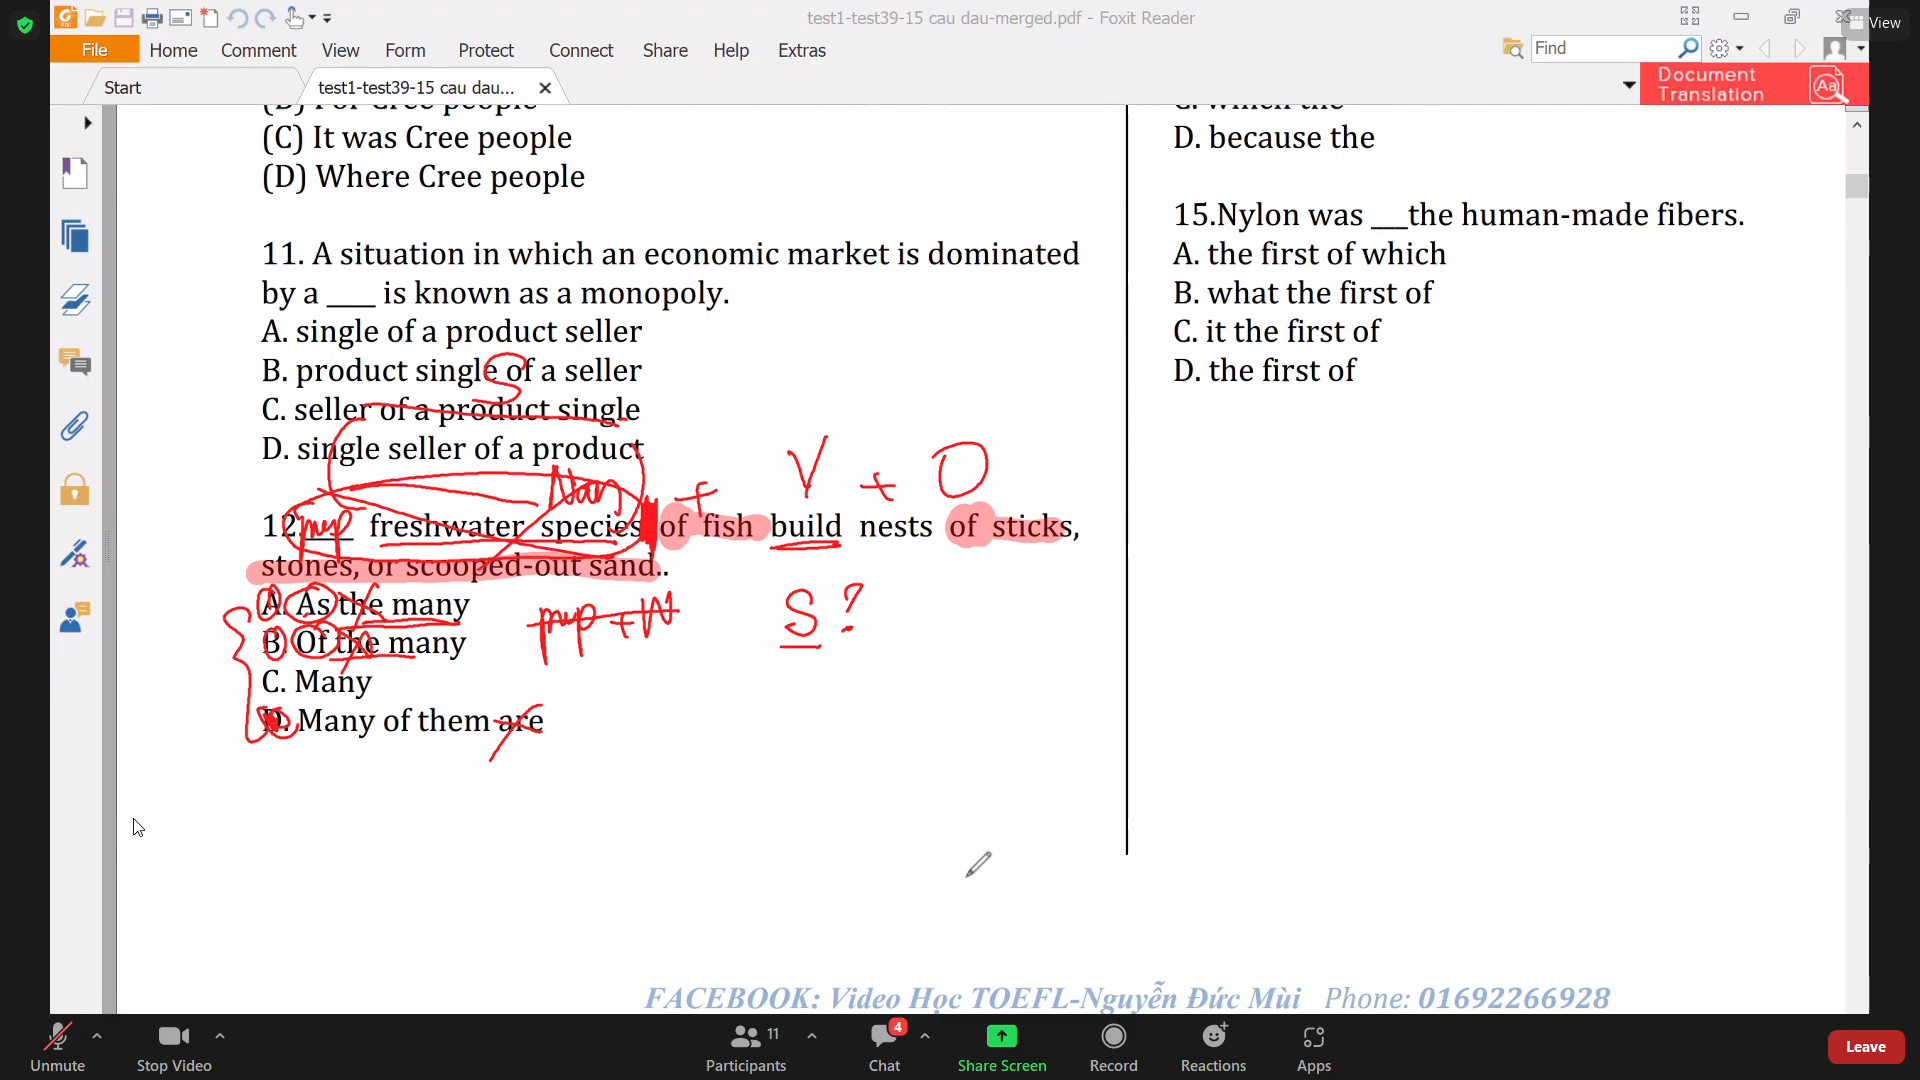 test1-test39-15 cau dau-merged.pdf - Foxit Reader
View
File Home Comment View Form Protect Connect Share Help Extras
Find
Start
test1-test39-15 cau dau...
Document Translation
(B) For Cree people
(C) It was Cree people
(D) Where Cree people
11. A situation in which an economic market is dominated
by a ____ is known as a monopoly.
A. single of a product seller
B. product single of a seller
S
C. seller of a product single
D. single seller of a product
V + O
+
12.____ freshwater species of fish build nests of sticks,
stones, or scooped-out sand..
A. As the many
B. Of the many
S ?
C. Many
D. Many of them are
C. which the
D. because the
15.Nylon was ___the human-made fibers.
A. the first of which
B. what the first of
C. it the first of
D. the first of
FACEBOOK: Video Học TOEFL-Nguyễn Đức Mùi Phone: 01692266928
Unmute
Stop Video
11
Participants
4
Chat
Share Screen
Record
Reactions
Apps
Leave